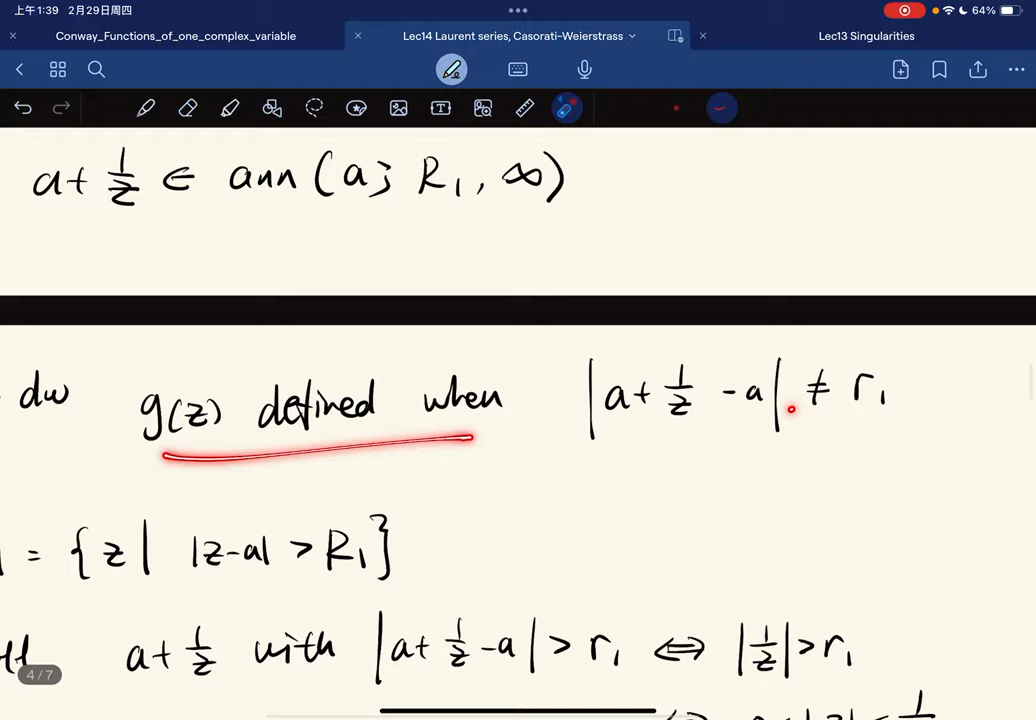 上午1:39 2月29日周四
64%
Conway_Functions_of_one_complex_variable
Lec14 Laurent series, Casorati-Weierstrass
Lec13 Singularities
a + 1/z ∈ ann (a; R₁, ∞)
dw g(z) defined when |a + 1/z - a| ≠ r₁
= {z | |z-a| > R₁}
a + 1/z with |a + 1/z - a| > r₁ ⇔ |1/z| > r₁
4/7